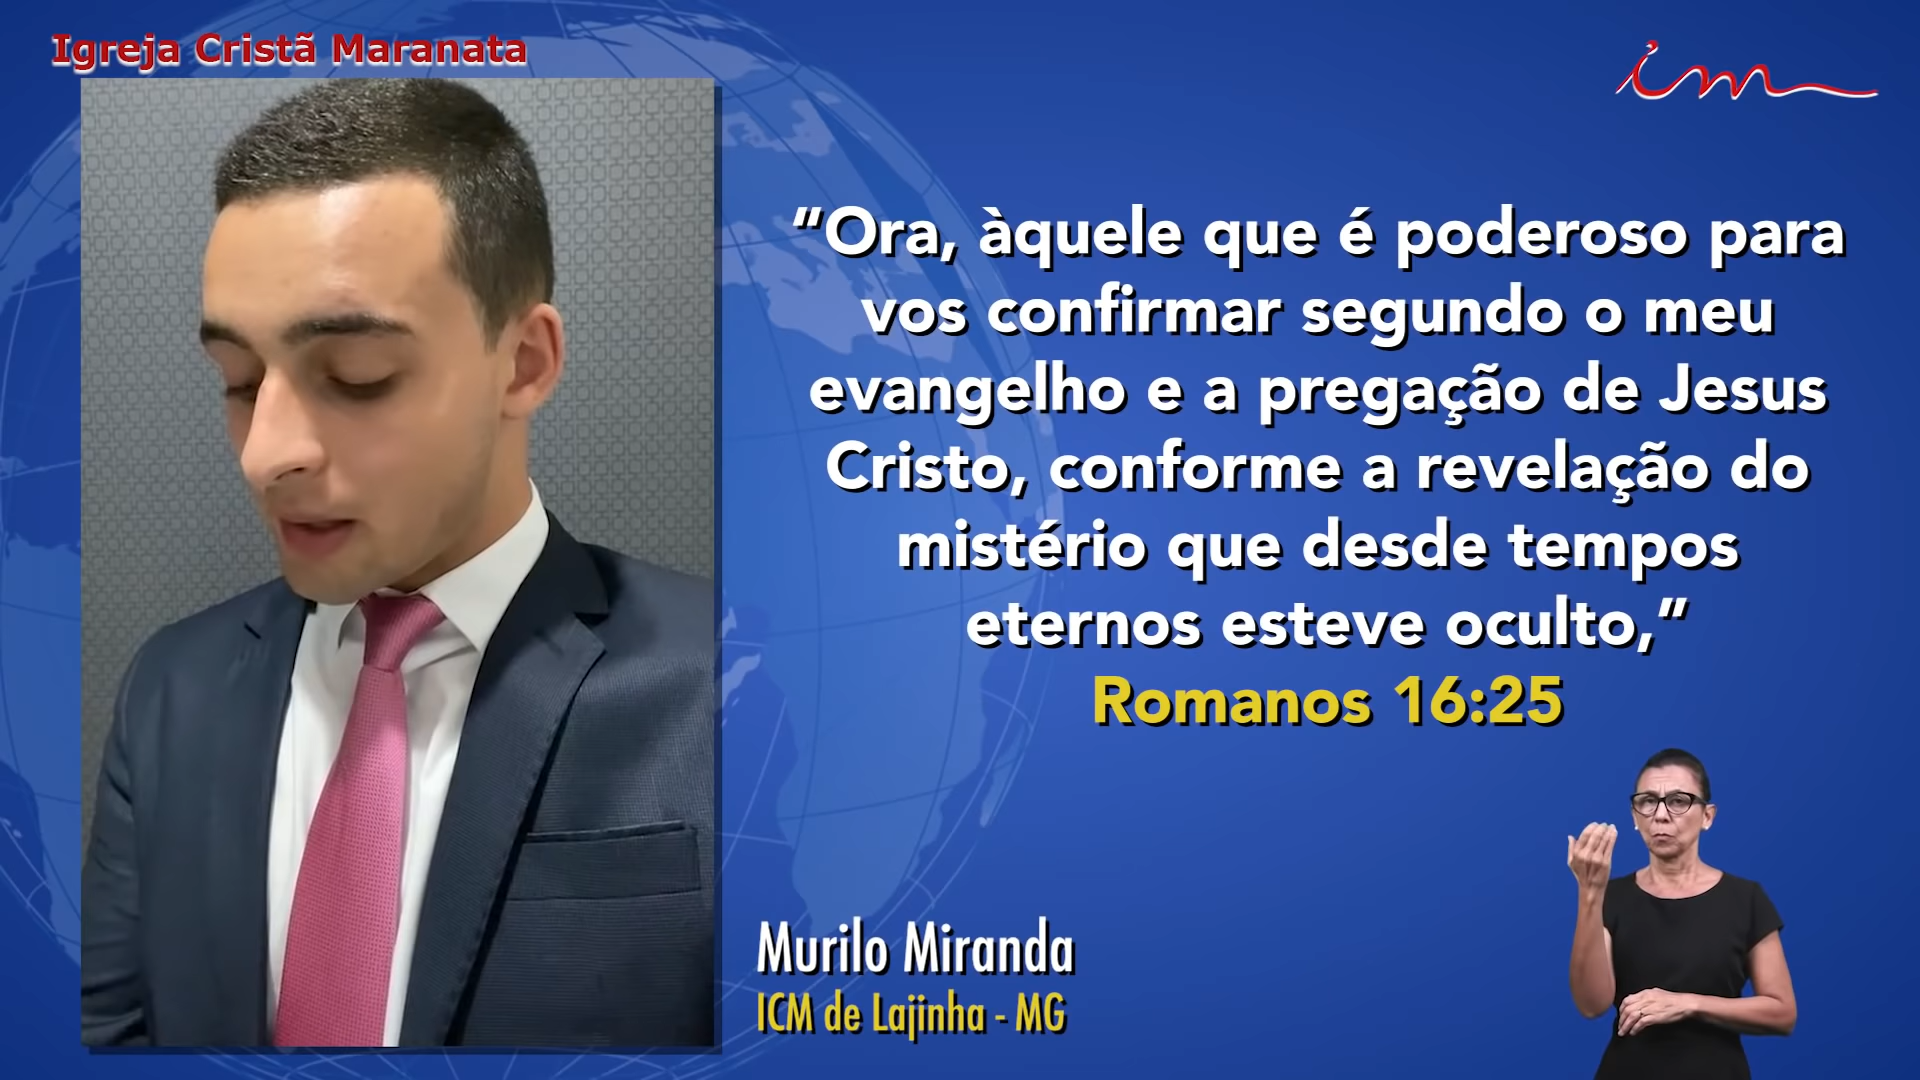 Igreja Cristã Maranata
im
“Ora, àquele que é poderoso para
vos confirmar segundo o meu
evangelho e a pregação de Jesus
Cristo, conforme a revelação do
mistério que desde tempos
eternos esteve oculto,”
Romanos 16:25
Murilo Miranda
ICM de Lajinha - MG